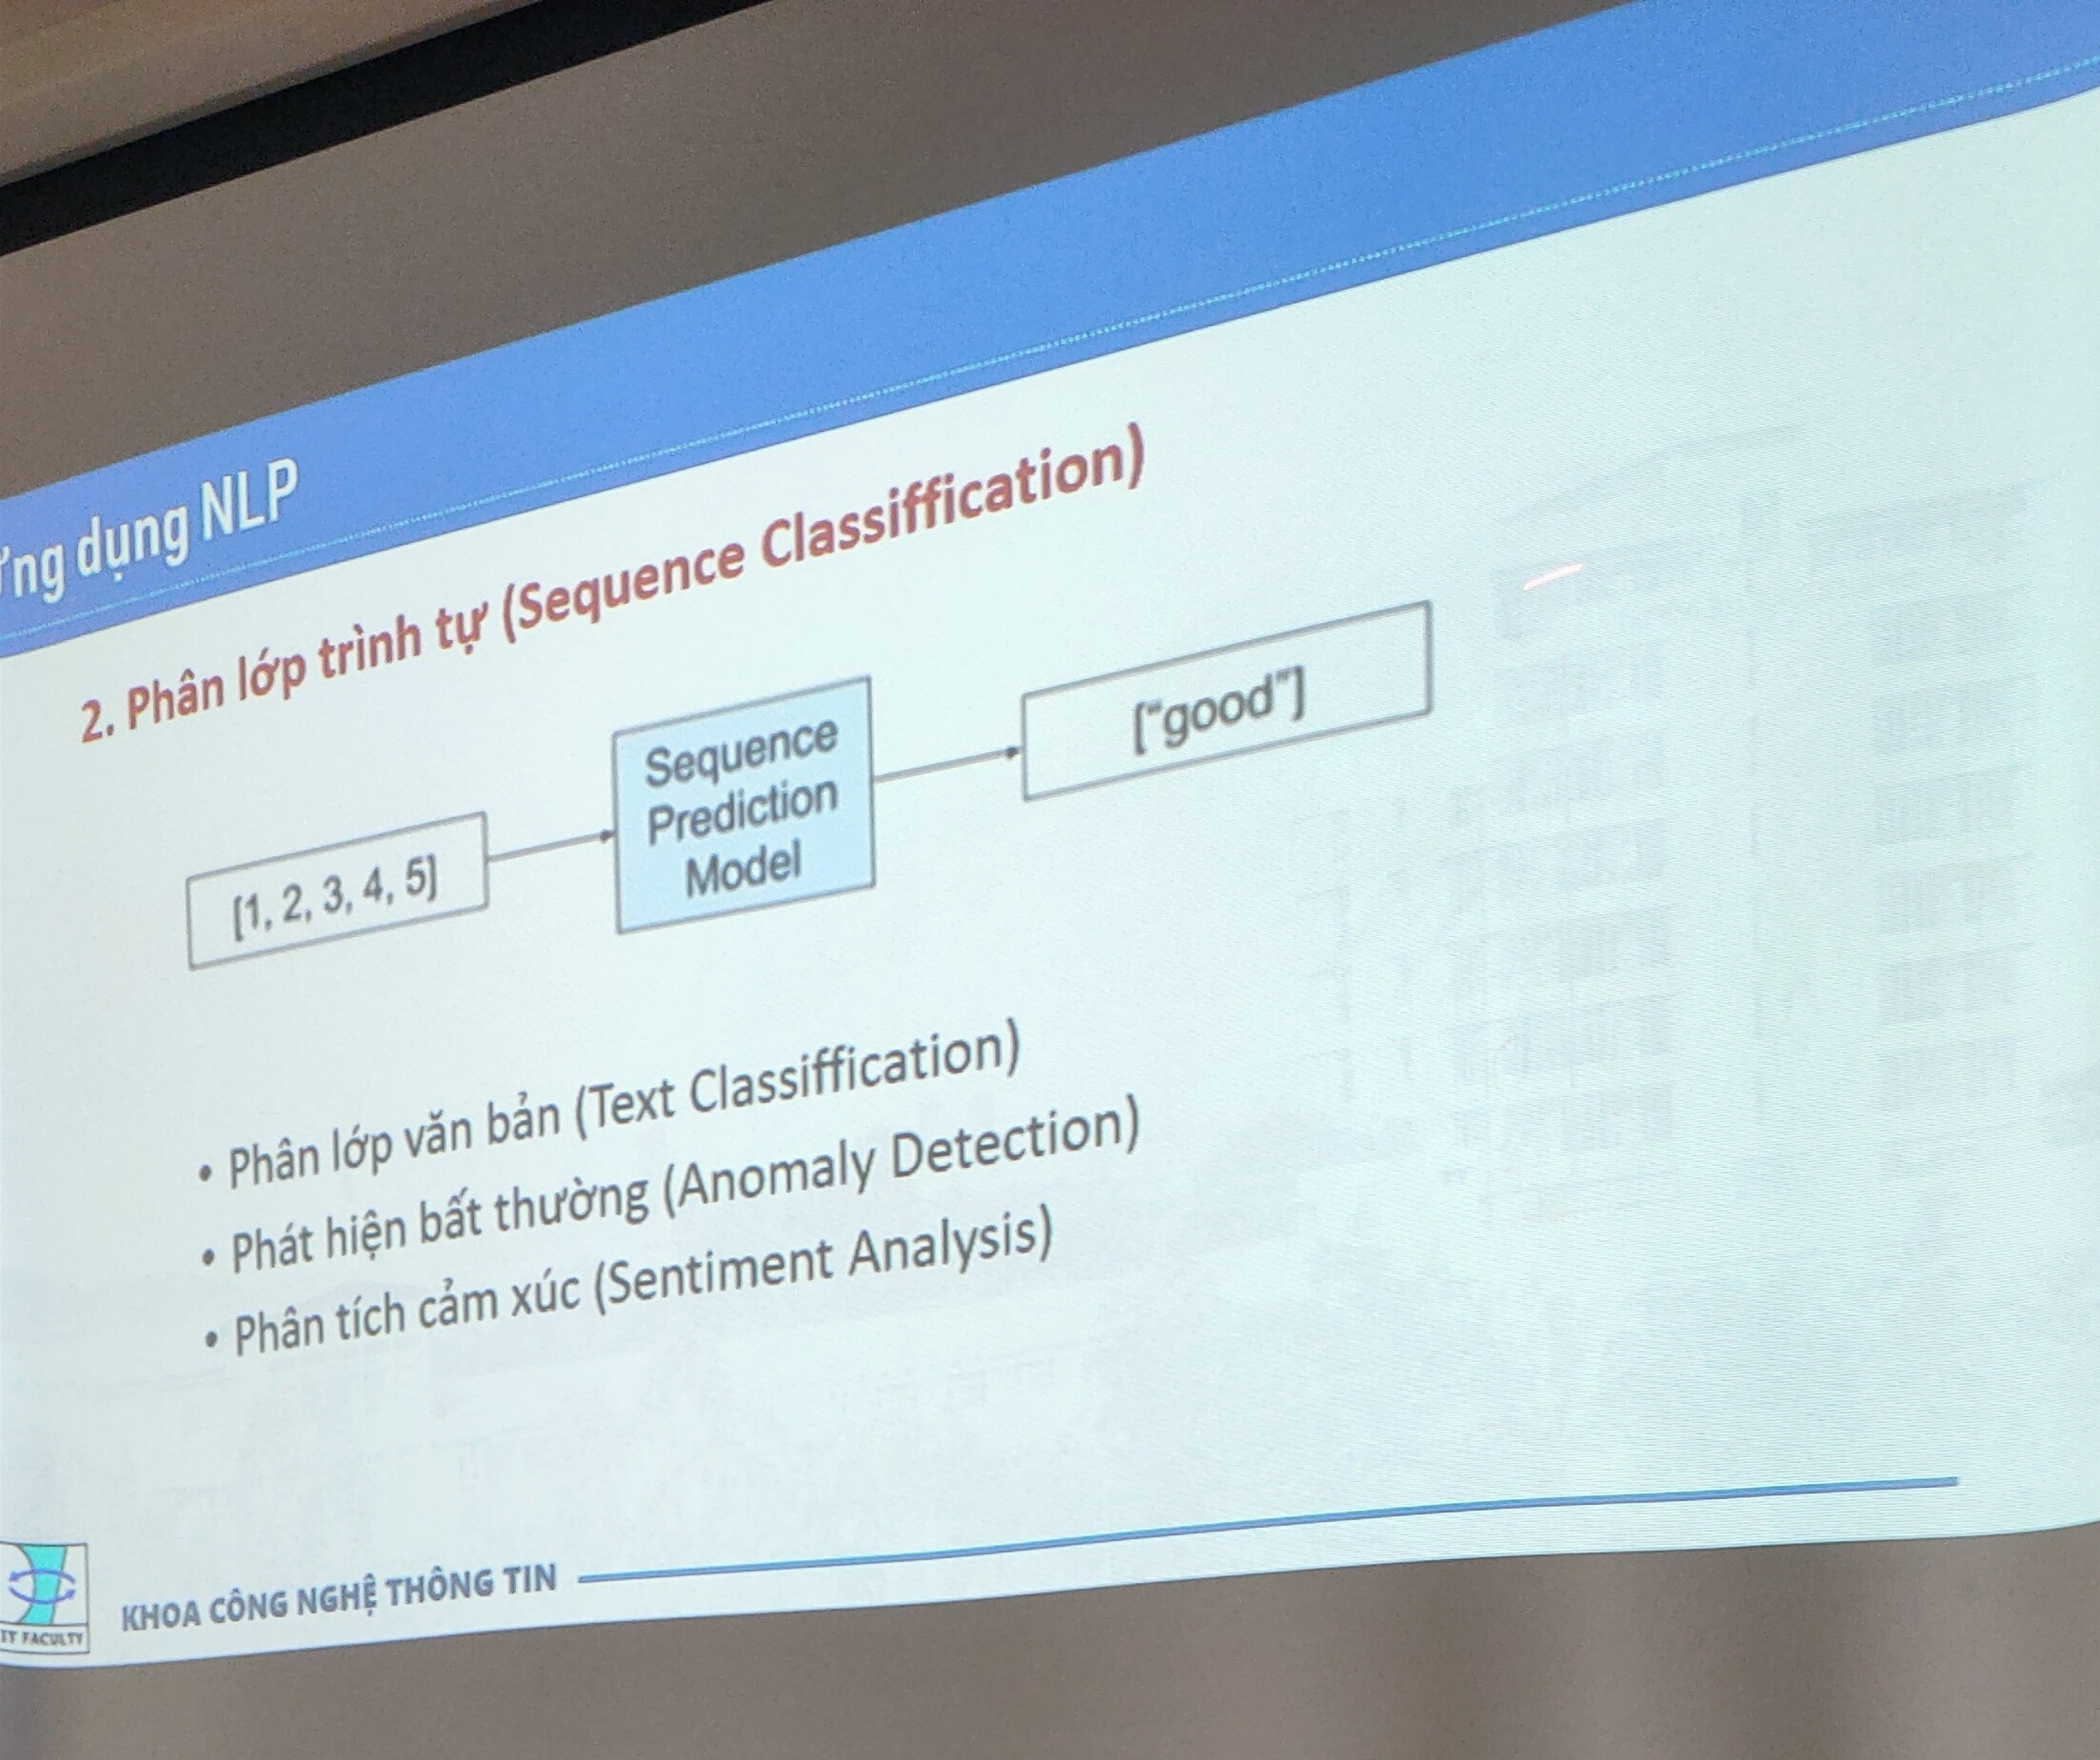 ng dụng NLP
2. Phân lớp trình tự (Sequence Classiffication)
[1, 2, 3, 4, 5]
Sequence
Prediction
Model
["good"]
• Phân lớp văn bản (Text Classiffication)
• Phát hiện bất thường (Anomaly Detection)
• Phân tích cảm xúc (Sentiment Analysis)
IT FACULTY
KHOA CÔNG NGHỆ THÔNG TIN